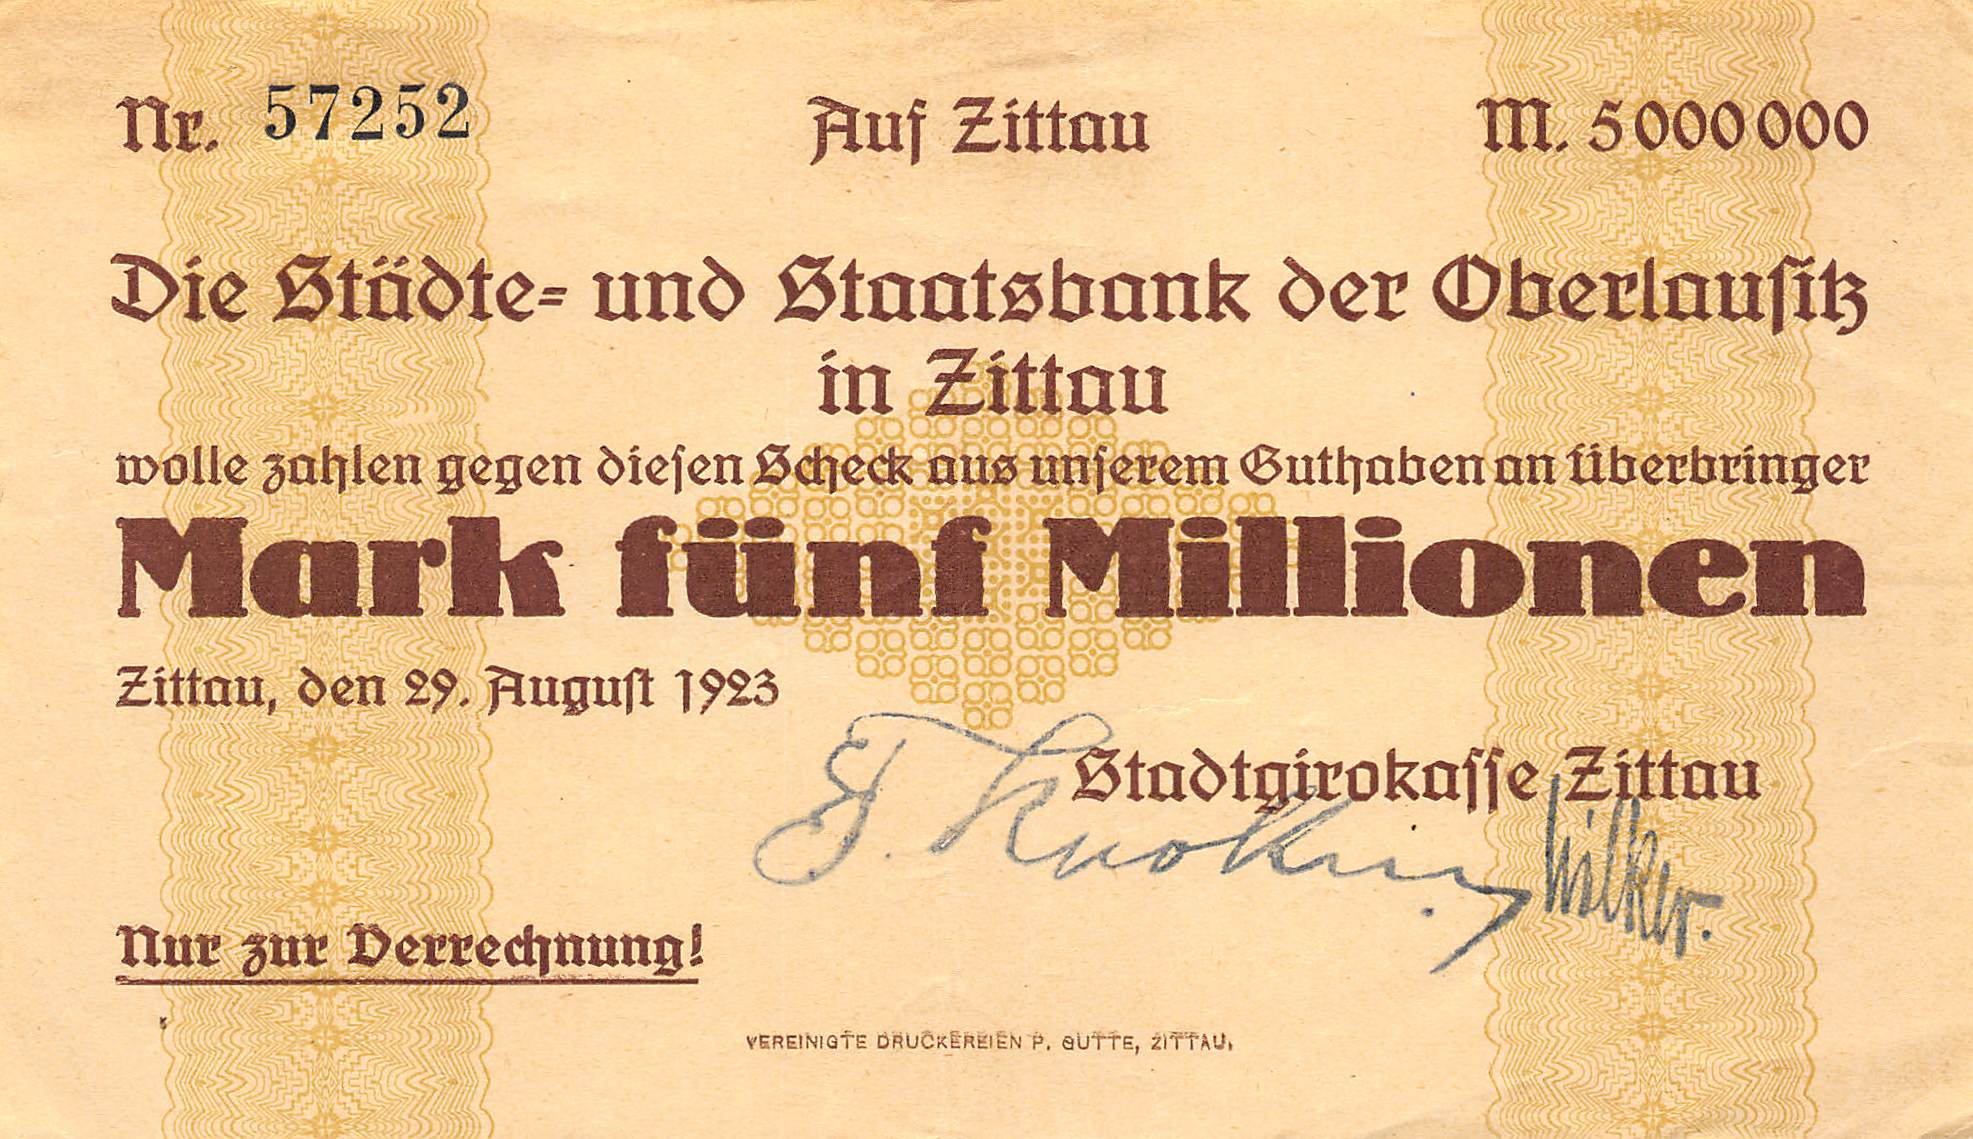 Nr. 57252 Auf Zittau M. 5000000
Die Städte= und Staatsbank der Oberlauſitz
in Zittau
wolle zahlen gegen dieſen Scheck aus unſerem Guthaben an Überbringer
Mark fünf Millionen
Zittau, den 29. Auguſt 1923
Stadtgirokaſſe Zittau
Nur zur Verrechnung!
VEREINIGTE DRUCKEREIEN P. GUTTE, ZITTAU.